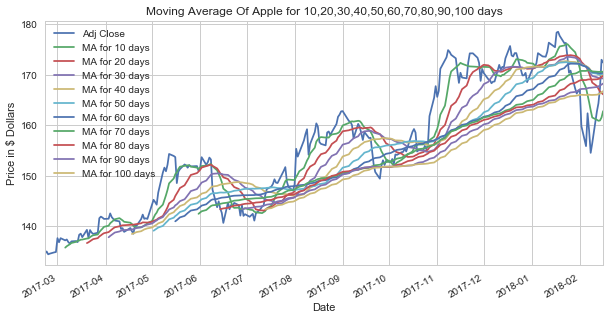 Moving Average Of Apple for 10,20,30,40,50,60,70,80,90,100 days
Price in $ Dollars
180
170
160
150
140
Adj Close
MA for 10 days
MA for 20 days
MA for 30 days
MA for 40 days
MA for 50 days
MA for 60 days
MA for 70 days
MA for 80 days
MA for 90 days
MA for 100 days
2017-03
2017-04
2017-05
2017-06
2017-07
2017-08
2017-09
2017-10
2017-11
2017-12
2018-01
2018-02
Date